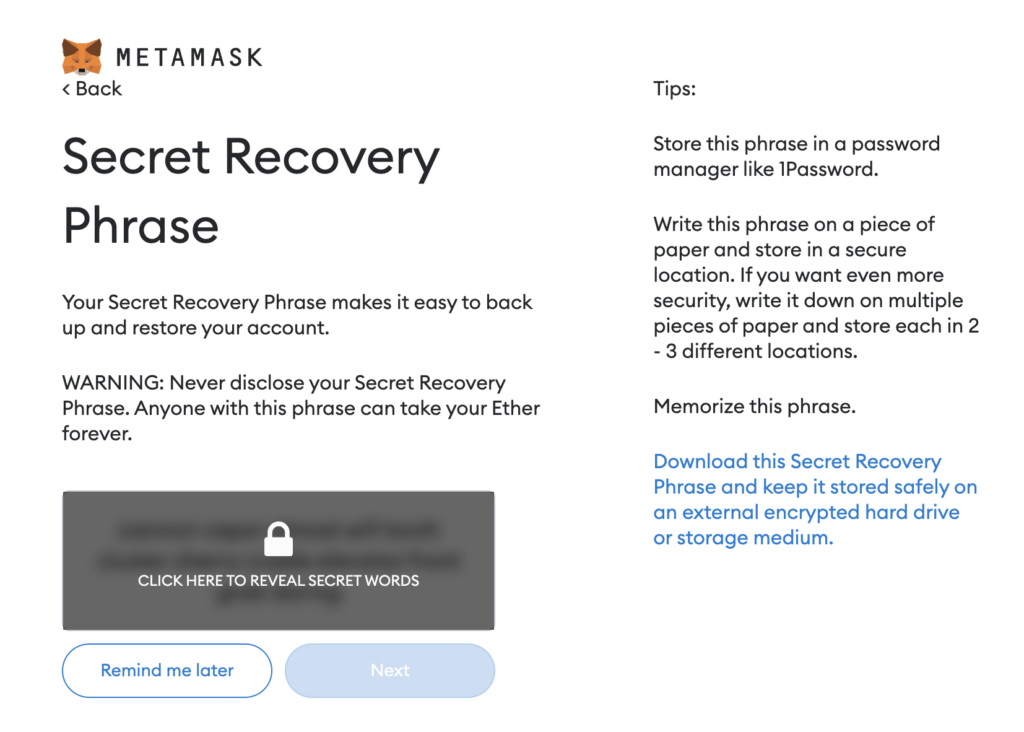 METAMASK
< Back
Secret Recovery
Phrase
Your Secret Recovery Phrase makes it easy to back
up and restore your account.
WARNING: Never disclose your Secret Recovery
Phrase. Anyone with this phrase can take your Ether
forever.
CLICK HERE TO REVEAL SECRET WORDS
Remind me later
Next
Tips:
Store this phrase in a password
manager like 1Password.
Write this phrase on a piece of
paper and store in a secure
location. If you want even more
security, write it down on multiple
pieces of paper and store each in 2
- 3 different locations.
Memorize this phrase.
Download this Secret Recovery
Phrase and keep it stored safely on
an external encrypted hard drive
or storage medium.